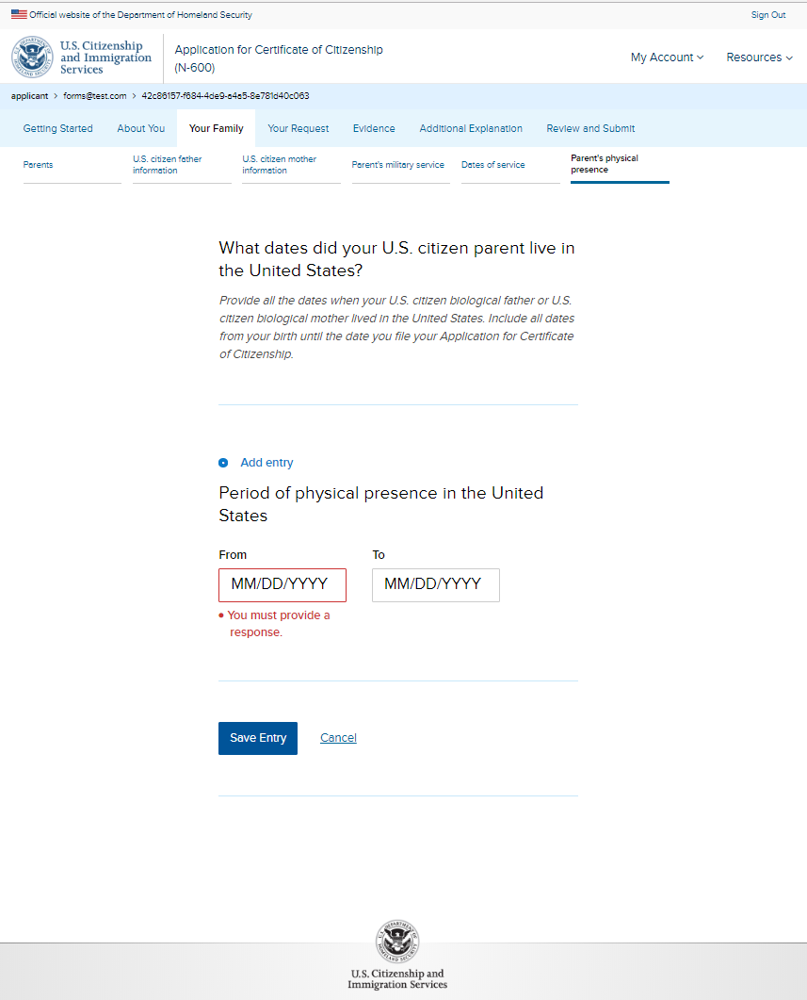 Official website of the Department of Homeland Security
Sign Out
U.S. Citizenship
and Immigration
Services
Application for Certificate of Citizenship
(N-600)
My Account
Resources
applicant > forms@test.com > 42c86157-f684-4de9-a4a5-8e781d40c063
Getting Started
About You
Your Family
Your Request
Evidence
Additional Explanation
Review and Submit
Parents
U.S. citizen father
information
U.S. citizen mother
information
Parent's military service
Dates of service
Parent's physical
presence
What dates did your U.S. citizen parent live in
the United States?
Provide all the dates when your U.S. citizen biological father or U.S.
citizen biological mother lived in the United States. Include all dates
from your birth until the date you file your Application for Certificate
of Citizenship.
Add entry
Period of physical presence in the United
States
From
To
MM/DD/YYYY
MM/DD/YYYY
• You must provide a
response.
Save Entry
Cancel
U.S. Citizenship and
Immigration Services